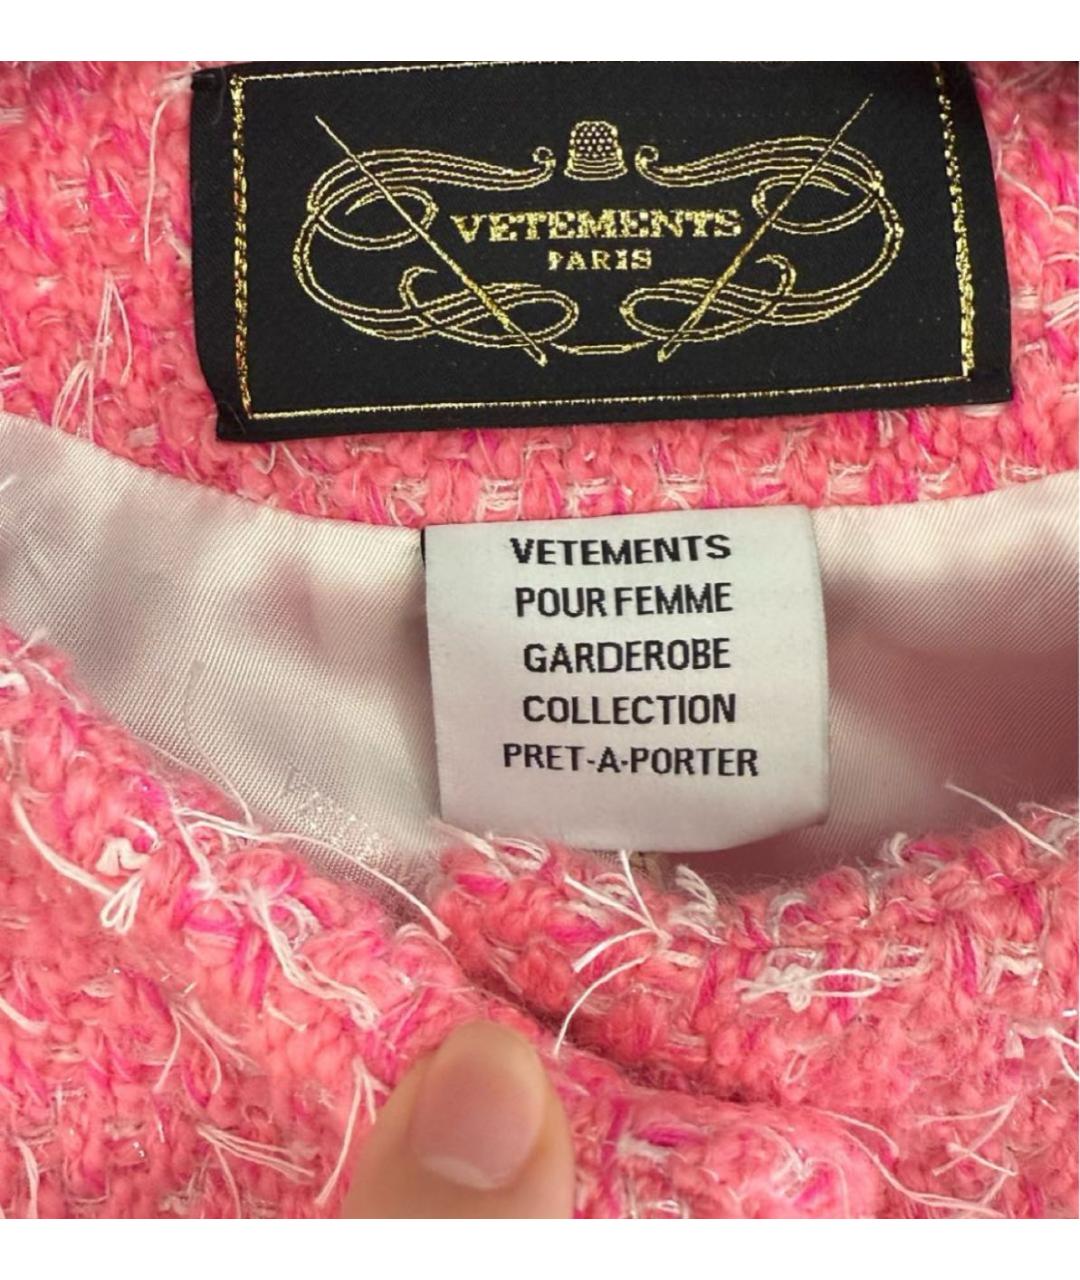 VETEMENTS
PARIS
VETEMENTS
POUR FEMME
GARDEROBE
COLLECTION
PRET-A-PORTER